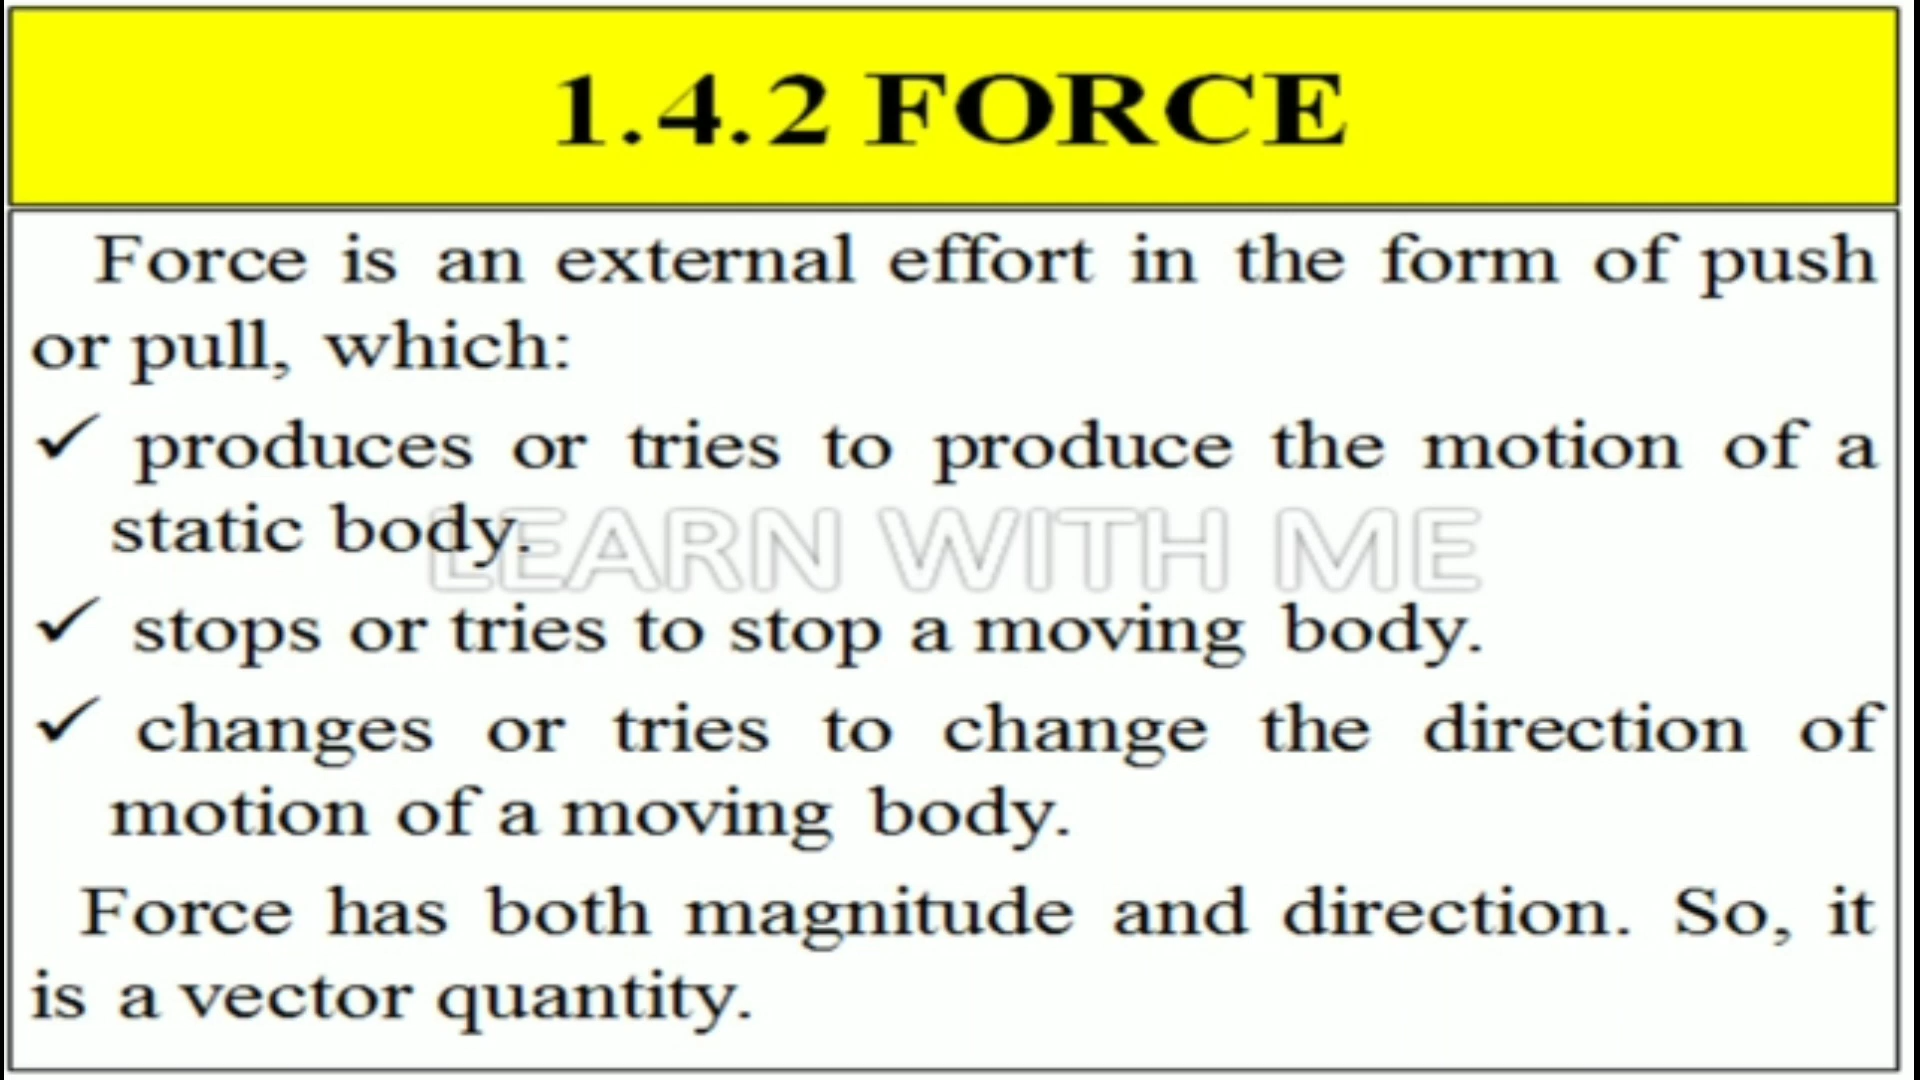 1.4.2 FORCE
Force is an external effort in the form of push
or pull, which:
✓ produces or tries to produce the motion of a
static body.
LEARN WITH ME
✓ stops or tries to stop a moving body.
✓ changes or tries to change the direction of
motion of a moving body.
Force has both magnitude and direction. So, it
is a vector quantity.